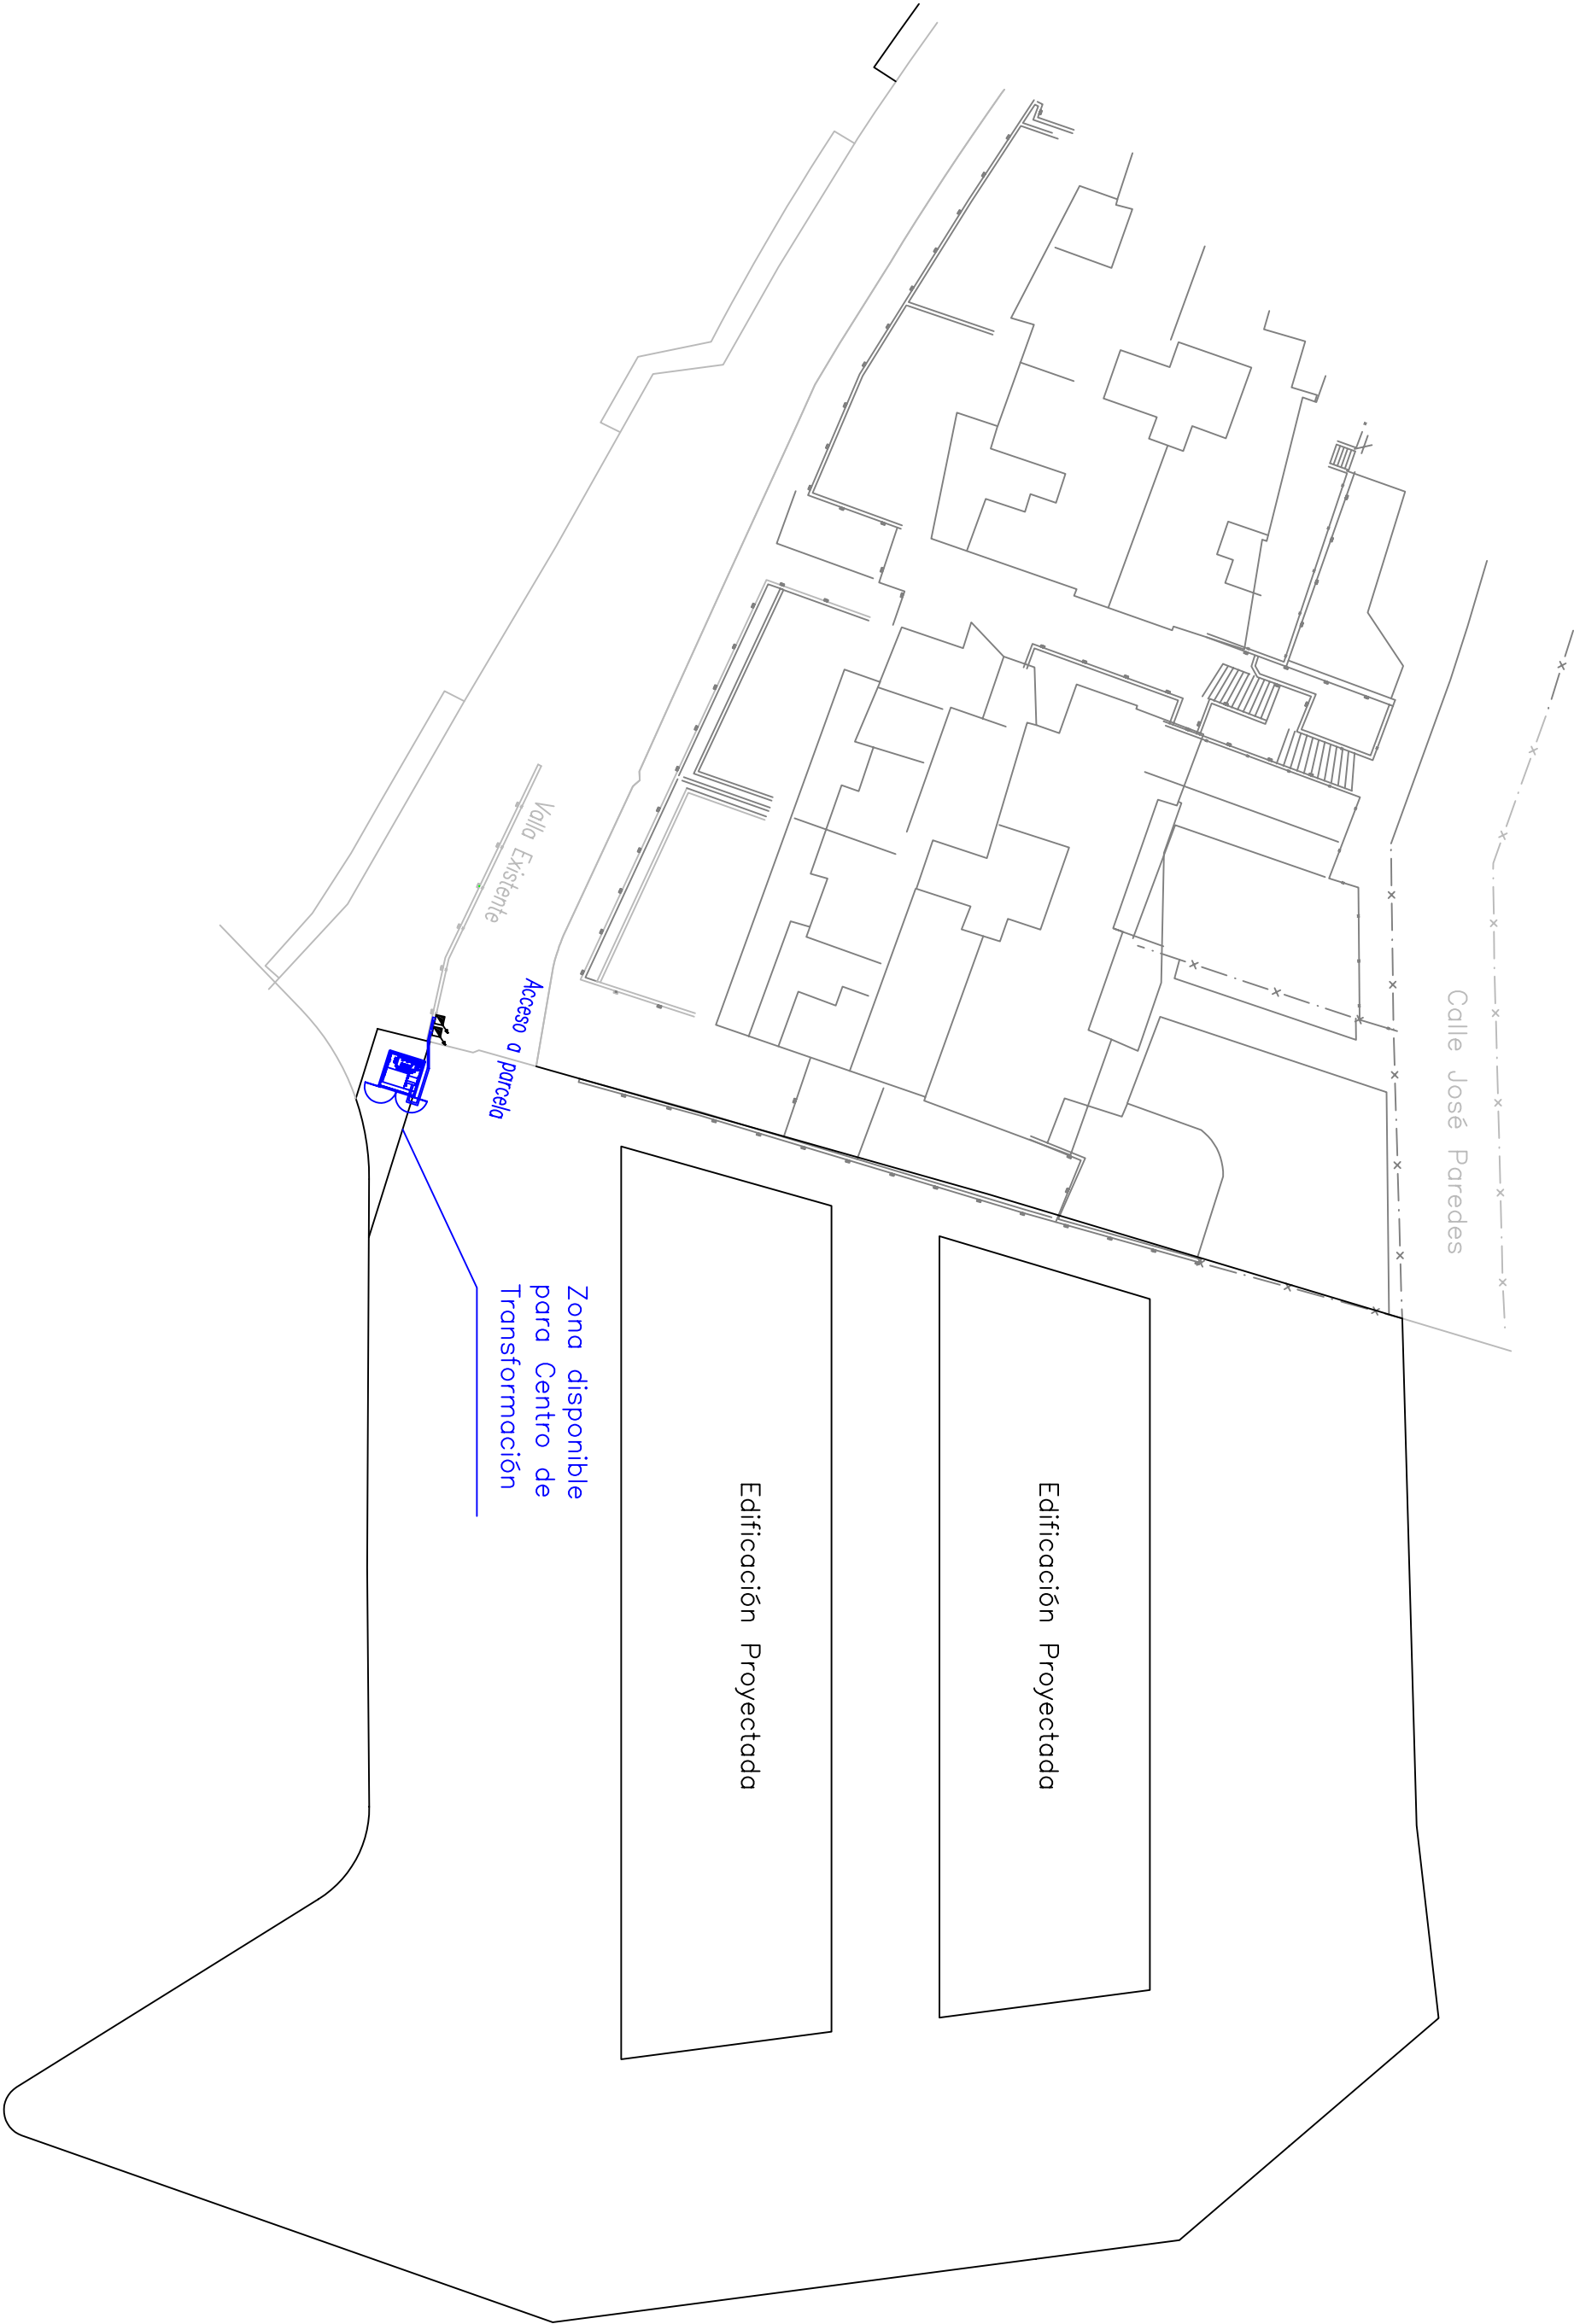 Calle José Paredes
Valla Existente
Acceso a parcela
Zona disponible
para Centro de
Transformación
Edificación Proyectada
Edificación Proyectada